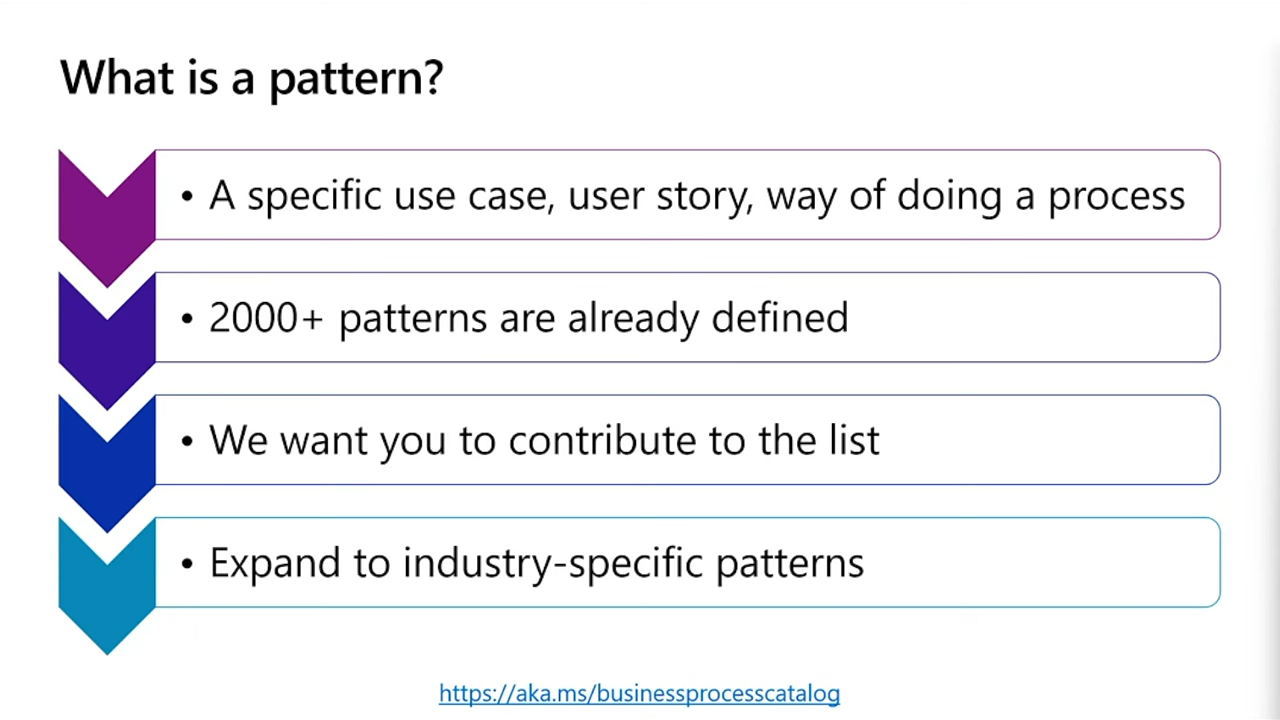 What is a pattern?
• A specific use case, user story, way of doing a process
• 2000+ patterns are already defined
• We want you to contribute to the list
• Expand to industry-specific patterns
https://aka.ms/businessprocesscatalog